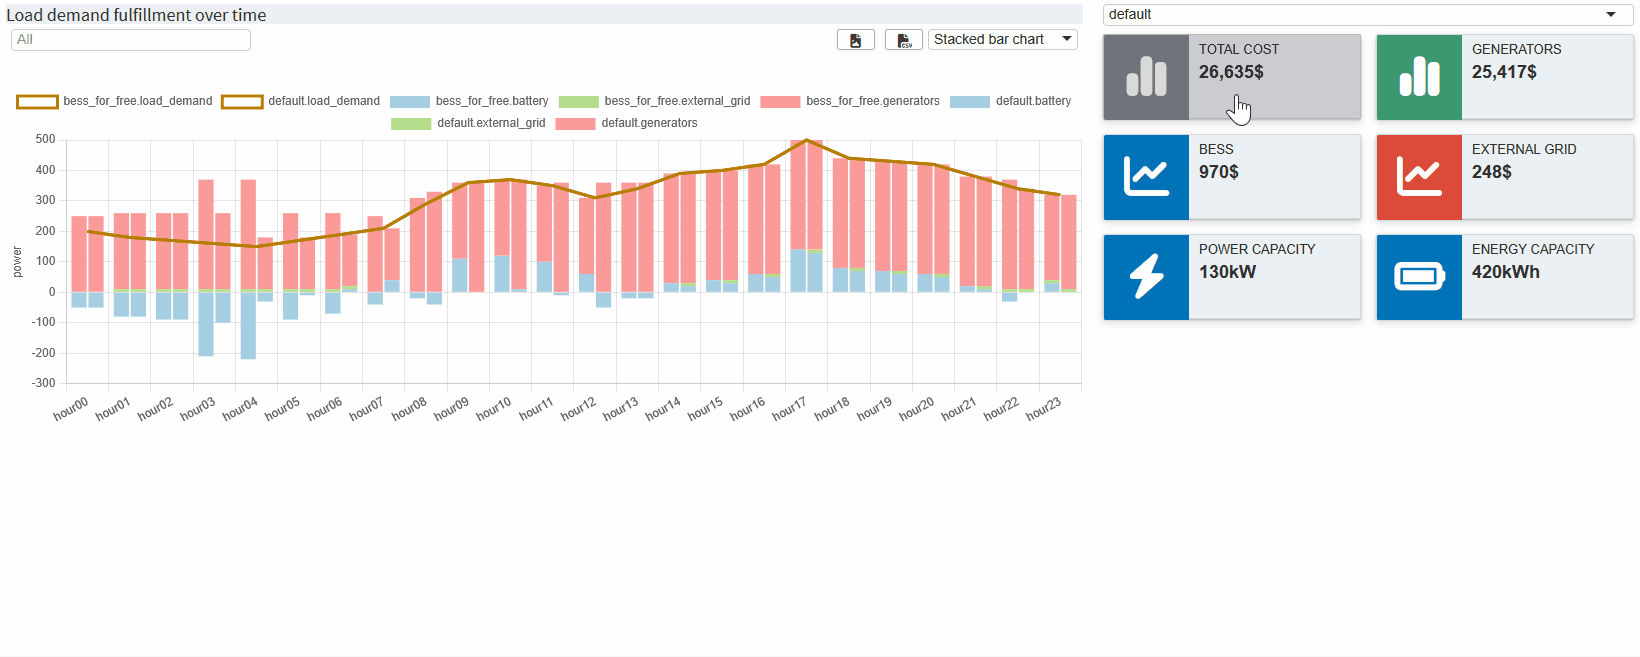 Load demand fulfillment over time
default
All
CSV
Stacked bar chart
TOTAL COST
26,635$
GENERATORS
25,417$
bess_for_free.load_demand default.load_demand bess_for_free.battery bess_for_free.external_grid bess_for_free.generators default.battery
default.external_grid default.generators
BESS
970$
EXTERNAL GRID
248$
POWER CAPACITY
130kW
ENERGY CAPACITY
420kWh
power
500
400
300
200
100
0
-100
-200
-300
hour00 hour01 hour02 hour03 hour04 hour05 hour06 hour07 hour08 hour09 hour10 hour11 hour12 hour13 hour14 hour15 hour16 hour17 hour18 hour19 hour20 hour21 hour22 hour23